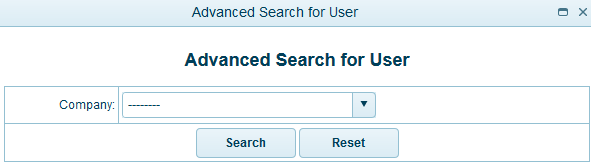 Advanced Search for User
Advanced Search for User
Company: --------
Search Reset